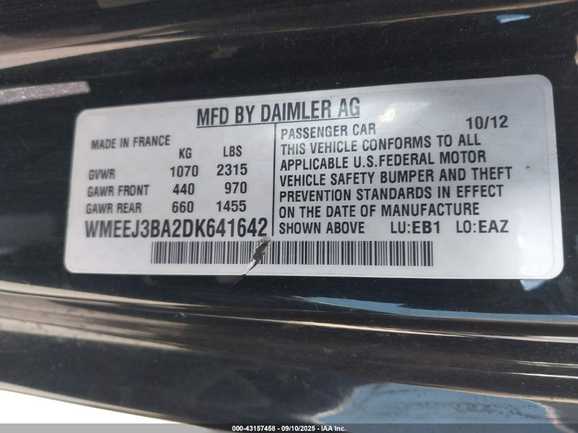 MFD BY DAIMLER AG
MADE IN FRANCE
KG LBS
GVWR 1070 2315
GAWR FRONT 440 970
GAWR REAR 660 1455
WMEEJ3BA2DK641642
PASSENGER CAR 10/12
THIS VEHICLE CONFORMS TO ALL
APPLICABLE U.S.FEDERAL MOTOR
VEHICLE SAFETY BUMPER AND THEFT
PREVENTION STANDARDS IN EFFECT
ON THE DATE OF MANUFACTURE
SHOWN ABOVE LU:EB1 LO:EAZ
000-43157458 - 09/10/2025 - IAA Inc.